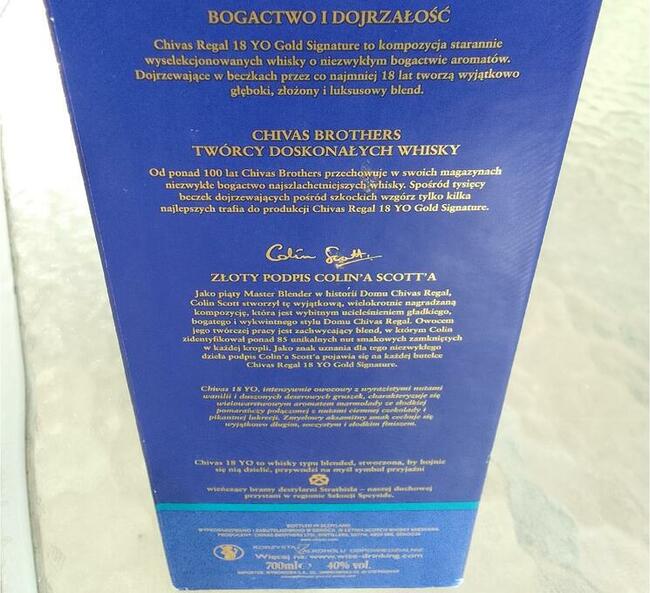 BOGACTWO I DOJRZAŁOŚĆ
Chivas Regal 18 YO Gold Signature to kompozycja starannie
wyselekcjonowanych whisky o niezwykłym bogactwie aromatów.
Dojrzewające w beczkach przez co najmniej 18 lat tworzą wyjątkowo
głęboki, złożony i luksusowy blend.
CHIVAS BROTHERS
TWÓRCY DOSKONAŁYCH WHISKY
Od ponad 100 lat Chivas Brothers przechowuje w swoich magazynach
niezwykłe bogactwo najszlachetniejszych whisky. Spośród tysięcy
beczek dojrzewających pośród szkockich wzgórz tylko kilka
najlepszych trafia do produkcji Chivas Regal 18 YO Gold Signature.
Colin Scott
ZŁOTY PODPIS COLIN'A SCOTT'A
Jako piąty Master Blender w historii Domu Chivas Regal,
Colin Scott stworzył tę wyjątkową, wielokrotnie nagradzaną
kompozycję, która jest wybitnym ucieleśnieniem gładkiego,
bogatego i wykwintnego stylu Domu Chivas Regal. Owocem
jego twórczej pracy jest zachwycający blend, w którym Colin
zidentyfikował ponad 85 unikalnych nut smakowych zamkniętych
w każdej kropli. Jako znak uznania dla tego niezwykłego
dzieła podpis Colin'a Scott'a pojawia się na każdej butelce
Chivas Regal 18 YO Gold Signature.
Chivas 18 YO, intensywnie owocowy z wyrazistymi nutami
wanilii i duszonych deserowych gruszek, charakteryzuje się
wielowarstwowym aromatem marmolady ze słodkiej
pomarańczy połączonej z nutami ciemnej czekolady i
pikantnej lukrecji. Zmysłowy aksamitny smak cechuje się
wyjątkowo długim, soczystym i słodkim finiszem.
Chivas 18 YO to whisky typu blended, stworzona, by hojnie
się nią dzielić, przywodzi na myśl symbol przyjaźni
wieńczący bramy destylarni Strathisla - naszej duchowej
przystani w regionie Szkocji Speyside.
BOTTLED IN SCOTLAND
KORZYSTAJ Z ALKOHOLU ODPOWIEDZIALNIE
Więcej na: www.wise-drinking.com
700ml e 40% vol.